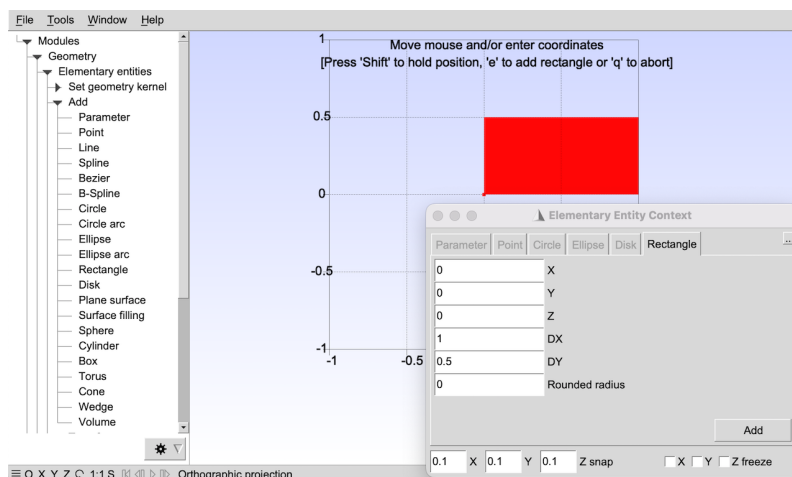 File Tools Window Help
Modules
Geometry
Elementary entities
Set geometry kernel
Add
Parameter
Point
Line
Spline
Bezier
B-Spline
Circle
Circle arc
Ellipse
Ellipse arc
Rectangle
Disk
Plane surface
Surface filling
Sphere
Cylinder
Box
Torus
Cone
Wedge
Volume
1
Move mouse and/or enter coordinates
[Press 'Shift' to hold position, 'e' to add rectangle or 'q' to abort]
0.5
0
-0.5
-1
-1 -0.5
Elementary Entity Context
Parameter Point Circle Ellipse Disk Rectangle ...
0 X
0 Y
0 Z
1 DX
0.5 DY
0 Rounded radius
Add
0.1 X 0.1 Y 0.1 Z snap X Y Z freeze
O X Y Z 1:1 S Orthographic projection